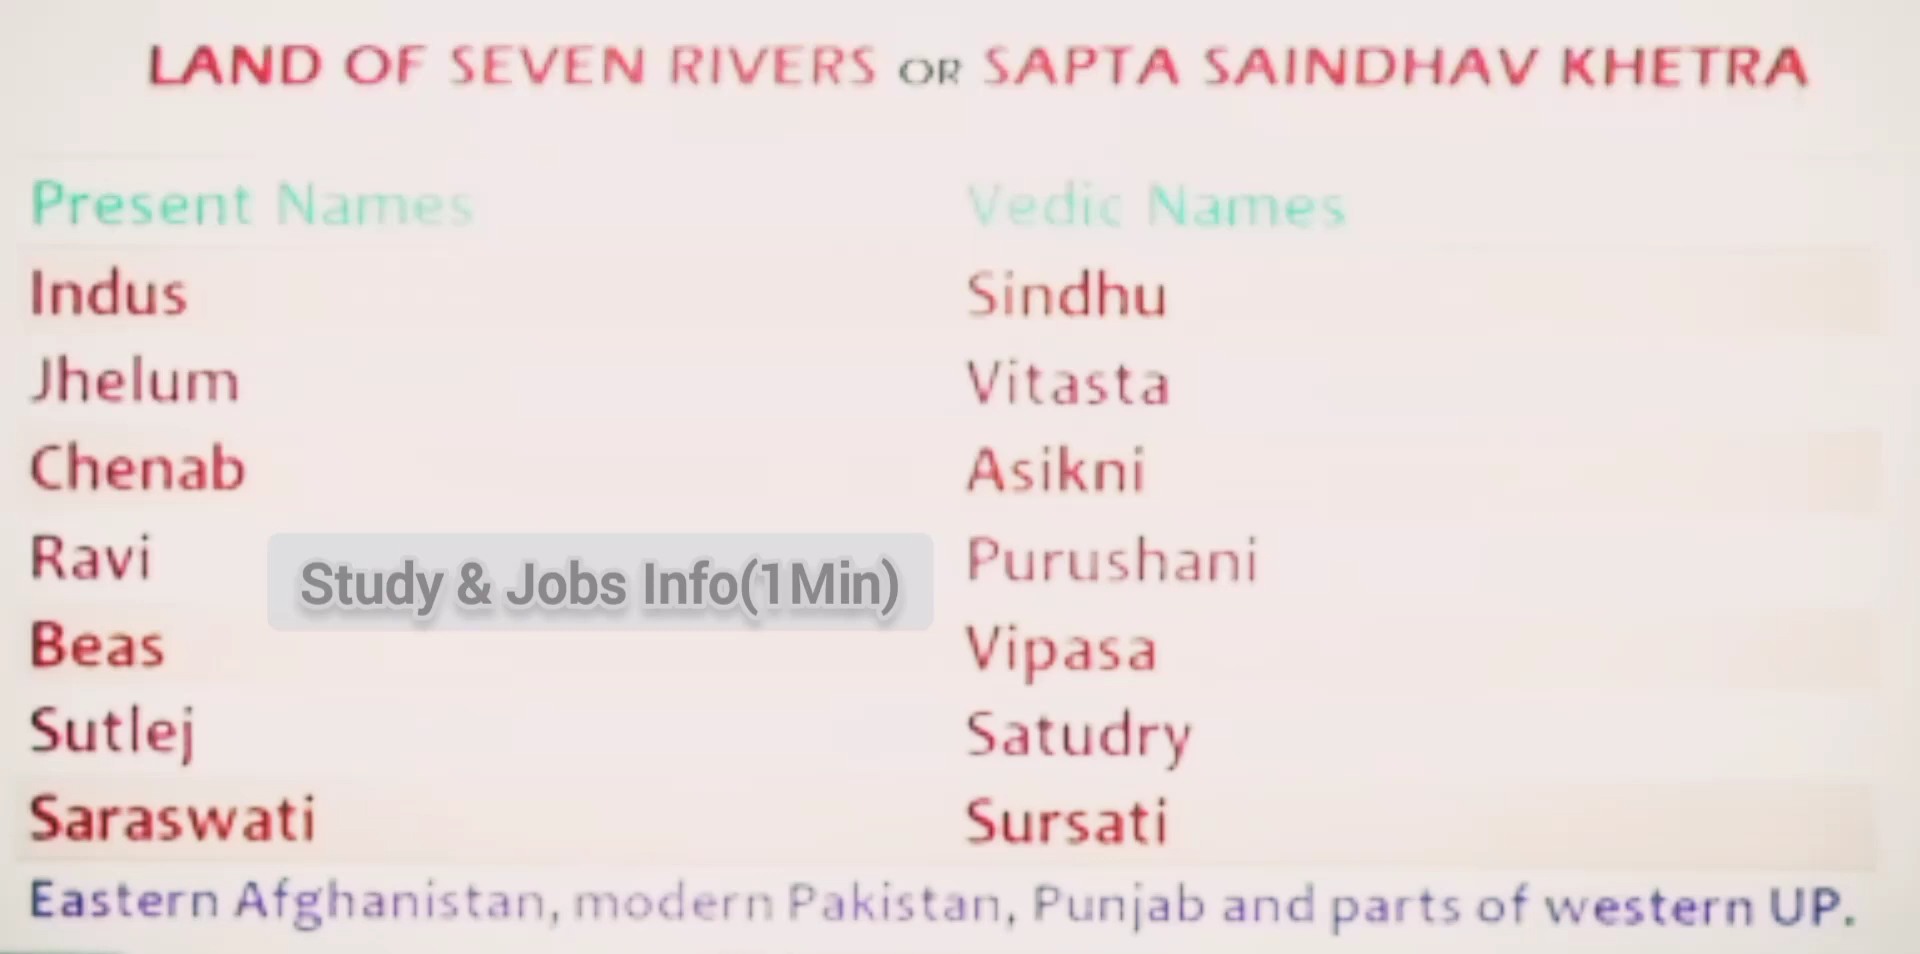 LAND OF SEVEN RIVERS OR SAPTA SAINDHAV KHETRA
Present Names Vedic Names
Indus Sindhu
Jhelum Vitasta
Chenab Asikni
Ravi Purushani
Study & Jobs Info(1Min)
Beas Vipasa
Sutlej Satudry
Saraswati Sursati
Eastern Afghanistan, modern Pakistan, Punjab and parts of western UP.